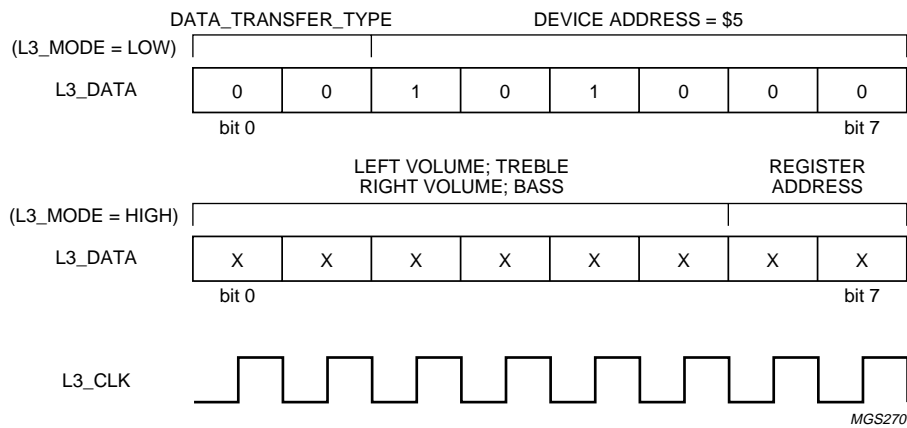 DATA_TRANSFER_TYPE DEVICE ADDRESS = $5
(L3_MODE = LOW)
L3_DATA 0 0 1 0 1 0 0 0
bit 0 bit 7
LEFT VOLUME; TREBLE REGISTER
RIGHT VOLUME; BASS ADDRESS
(L3_MODE = HIGH)
L3_DATA X X X X X X X X
bit 0 bit 7
L3_CLK
MGS270